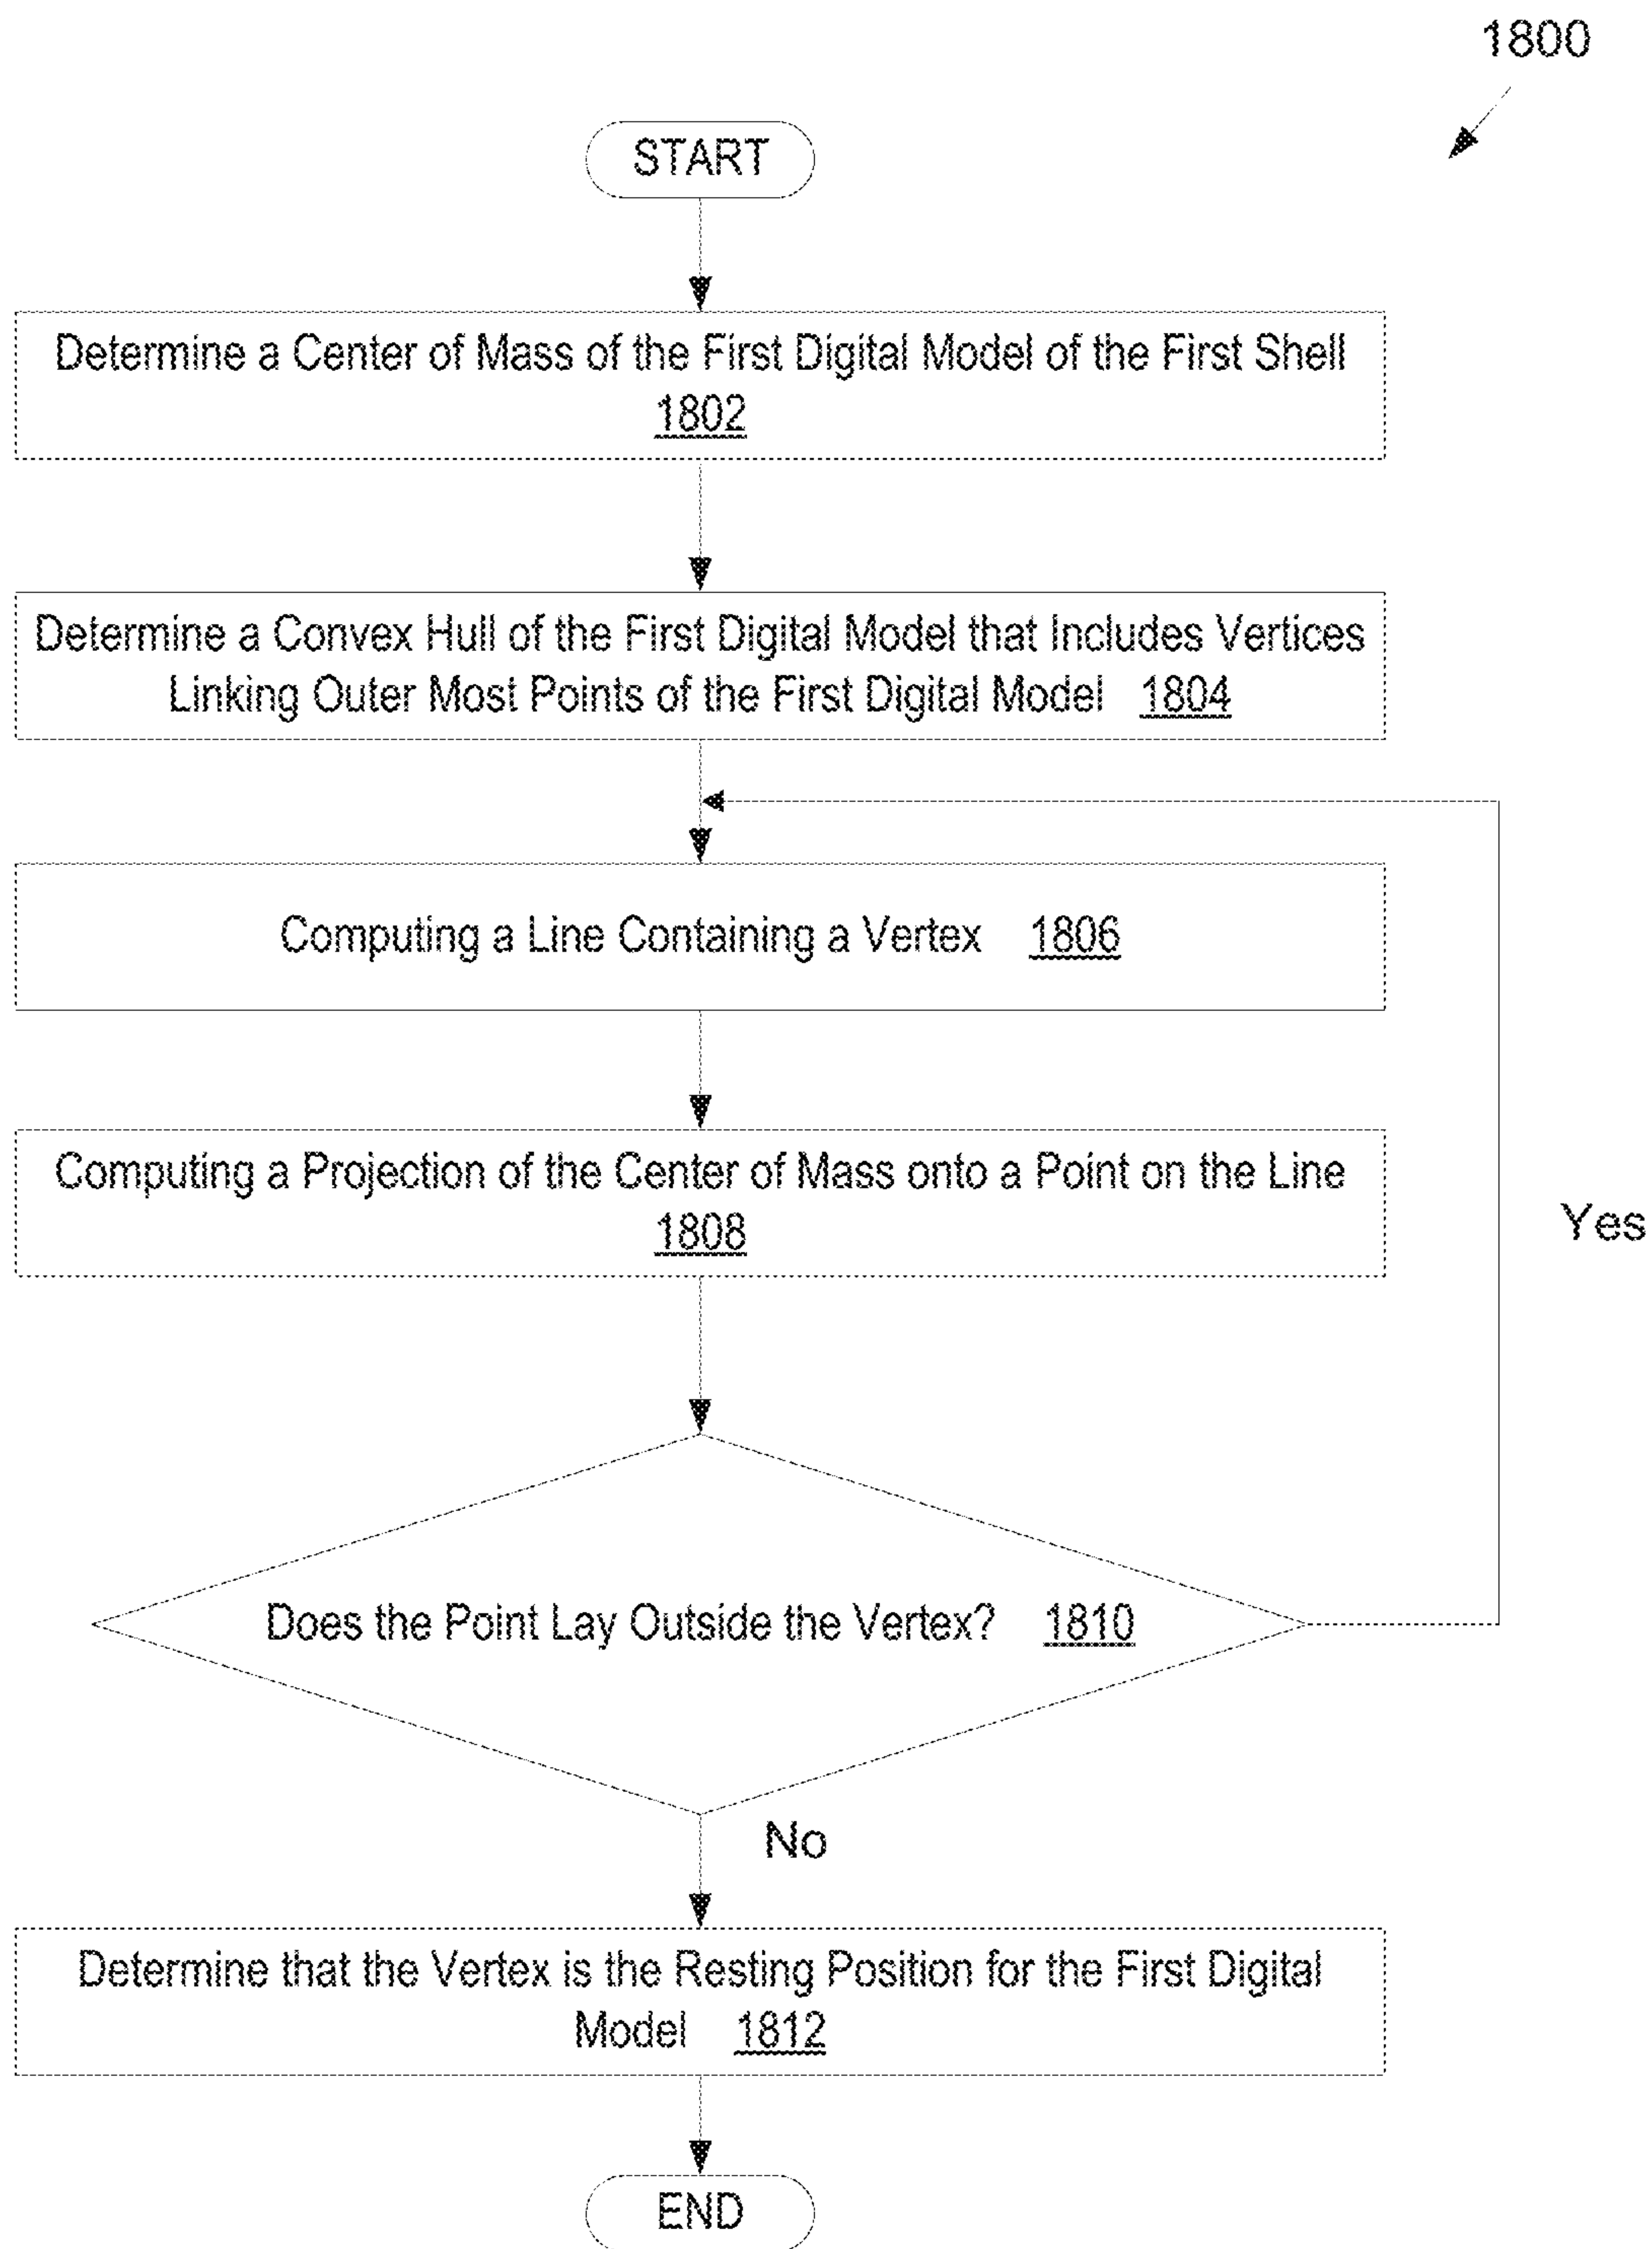 1800
START
Determine a Center of Mass of the First Digital Model of the First Shell
1802
Determine a Convex Hull of the First Digital Model that Includes Vertices
Linking Outer Most Points of the First Digital Model 1804
Computing a Line Containing a Vertex 1806
Computing a Projection of the Center of Mass onto a Point on the Line
1808
Yes
Does the Point Lay Outside the Vertex? 1810
No
Determine that the Vertex is the Resting Position for the First Digital
Model 1812
END